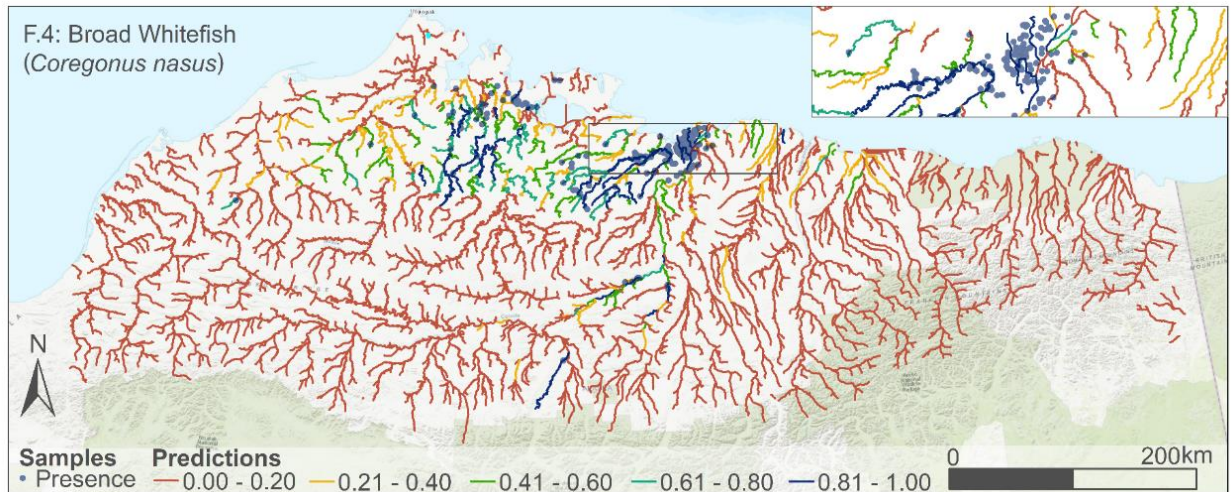 F.4: Broad Whitefish
(Coregonus nasus)
N
Samples
Presence
Predictions
0.00 - 0.20
0.21 - 0.40
0.41 - 0.60
0.61 - 0.80
0.81 - 1.00
0
200km